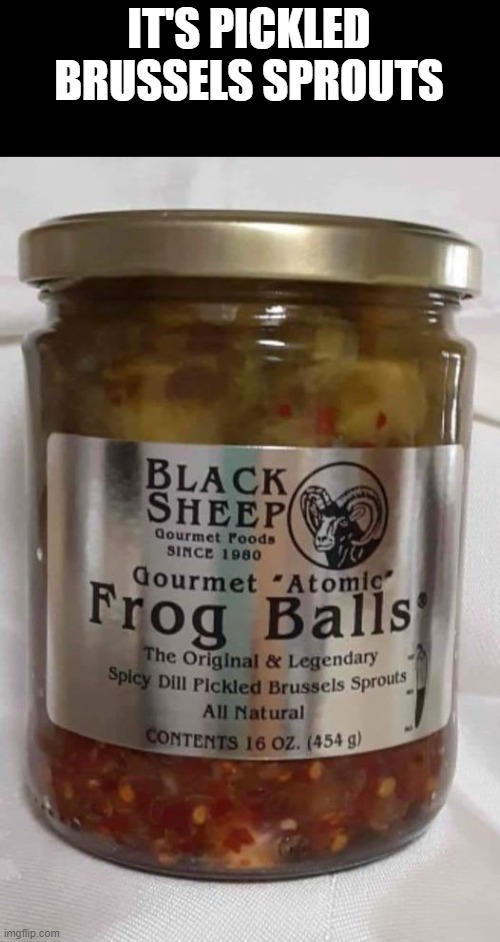 IT'S PICKLED
BRUSSELS SPROUTS
BLACK
SHEEP
Gourmet Foods
SINCE 1980
Gourmet "Atomic"
Frog Balls®
The Original & Legendary
Spicy Dill Pickled Brussels Sprouts
All Natural
CONTENTS 16 OZ. (454 g)
imgflip.com